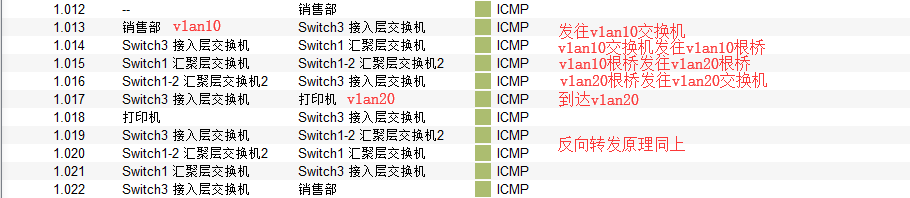 1.012 -- 销售部 ICMP
1.013 销售部 vlan10 Switch3 接入层交换机 ICMP 发往vlan10交换机
1.014 Switch3 接入层交换机 Switch1 汇聚层交换机 ICMP vlan10交换机发往vlan10根桥
1.015 Switch1 汇聚层交换机 Switch1-2 汇聚层交换机2 ICMP vlan10根桥发往vlan20根桥
1.016 Switch1-2 汇聚层交换机2 Switch3 接入层交换机 ICMP vlan20根桥发往vlan20交换机
1.017 Switch3 接入层交换机 打印机 vlan20 ICMP 到达vlan20
1.018 打印机 Switch3 接入层交换机 ICMP
1.019 Switch3 接入层交换机 Switch1-2 汇聚层交换机2 ICMP
反向转发原理同上
1.020 Switch1-2 汇聚层交换机2 Switch1 汇聚层交换机 ICMP
1.021 Switch1 汇聚层交换机 Switch3 接入层交换机 ICMP
1.022 Switch3 接入层交换机 销售部 ICMP